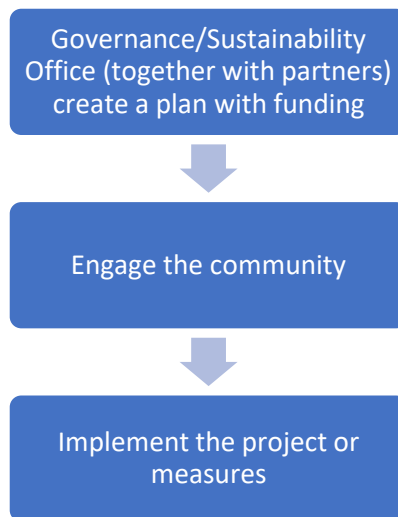 Governance/Sustainability
Office (together with partners)
create a plan with funding
Engage the community
Implement the project or
measures